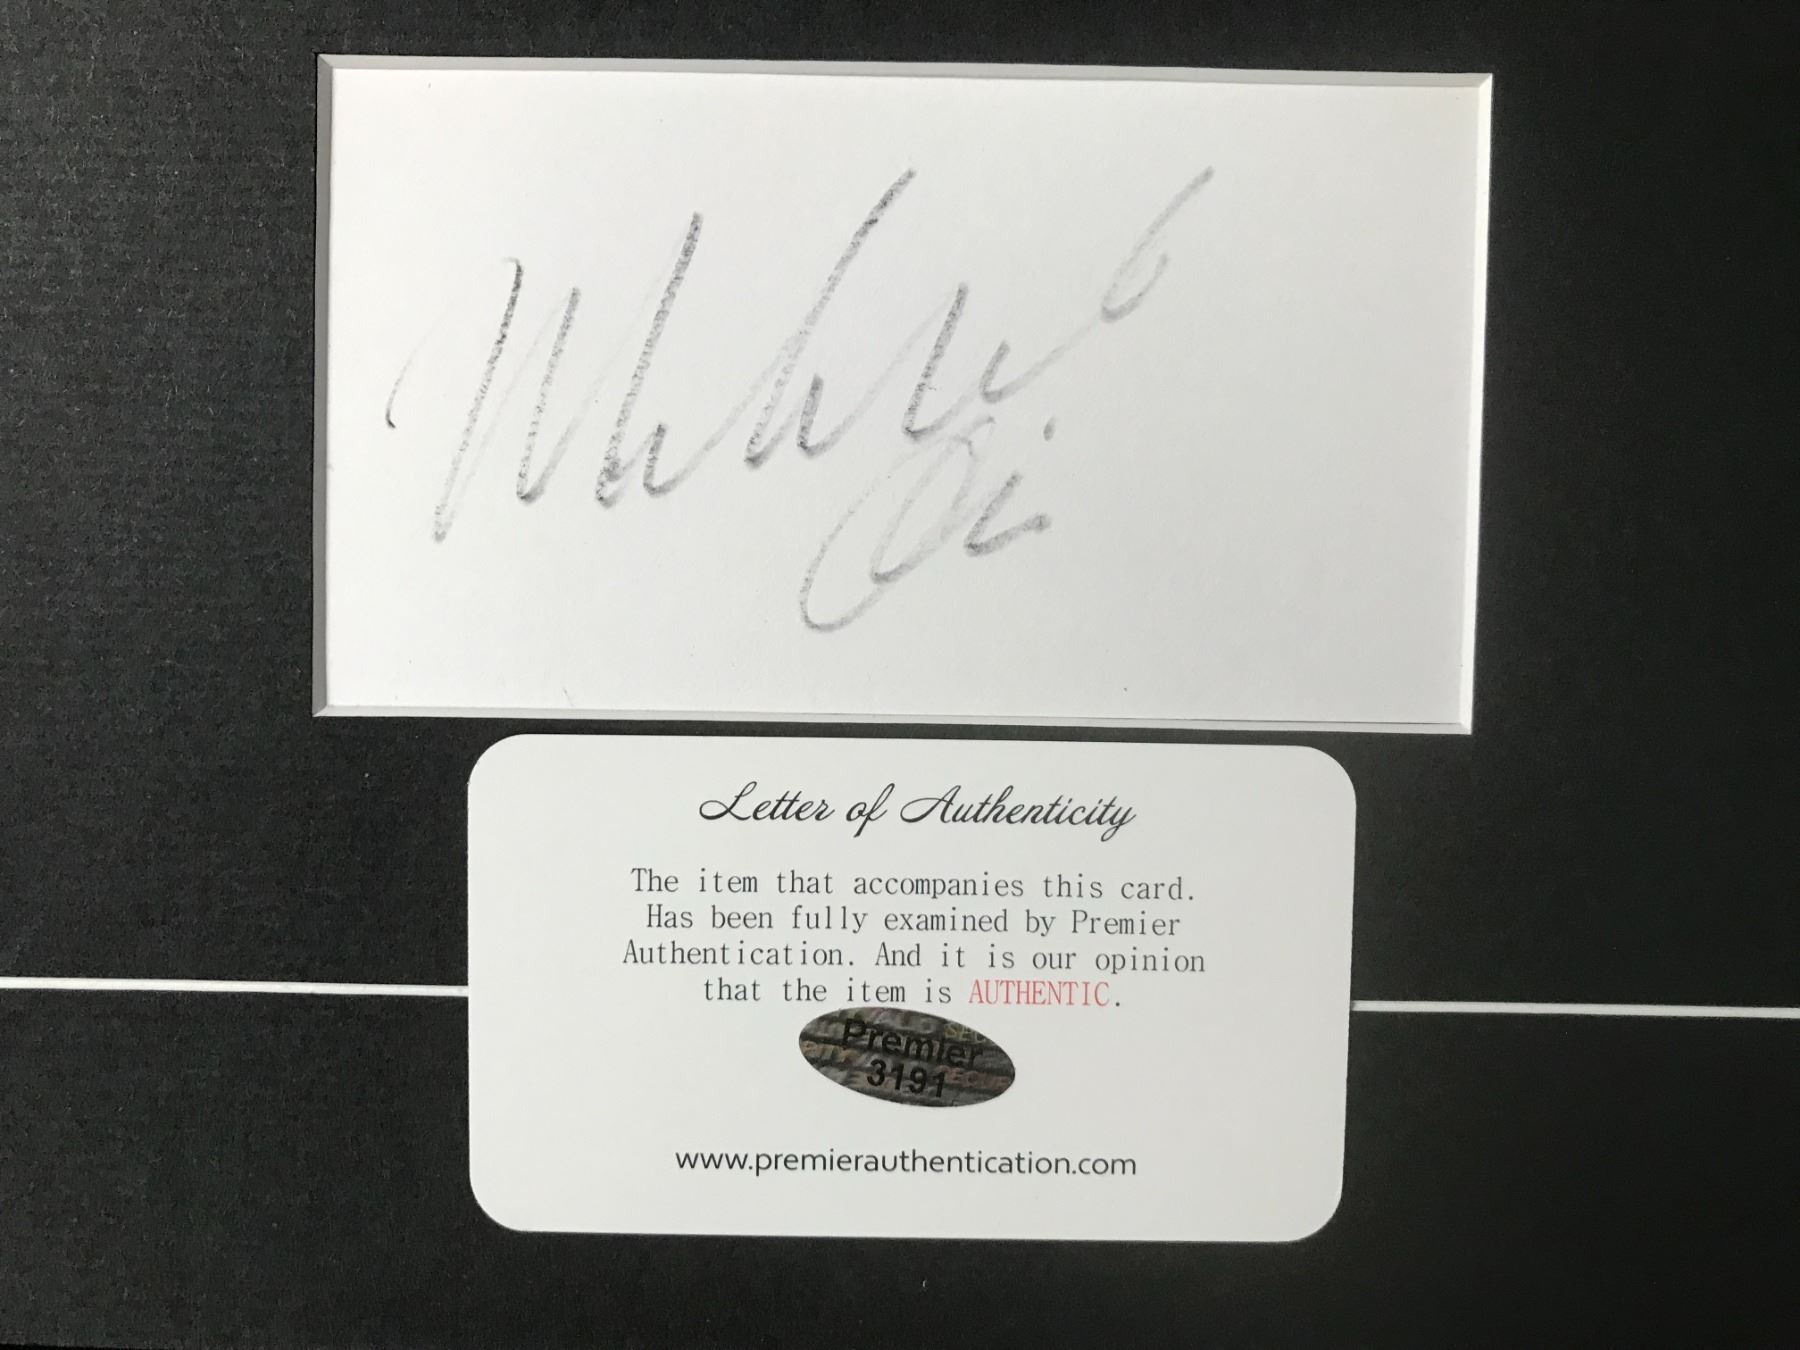 Letter of Authenticity
The item that accompanies this card.
Has been fully examined by Premier
Authentication. And it is our opinion
that the item is AUTHENTIC.
Premier
3191
www.premierauthentication.com